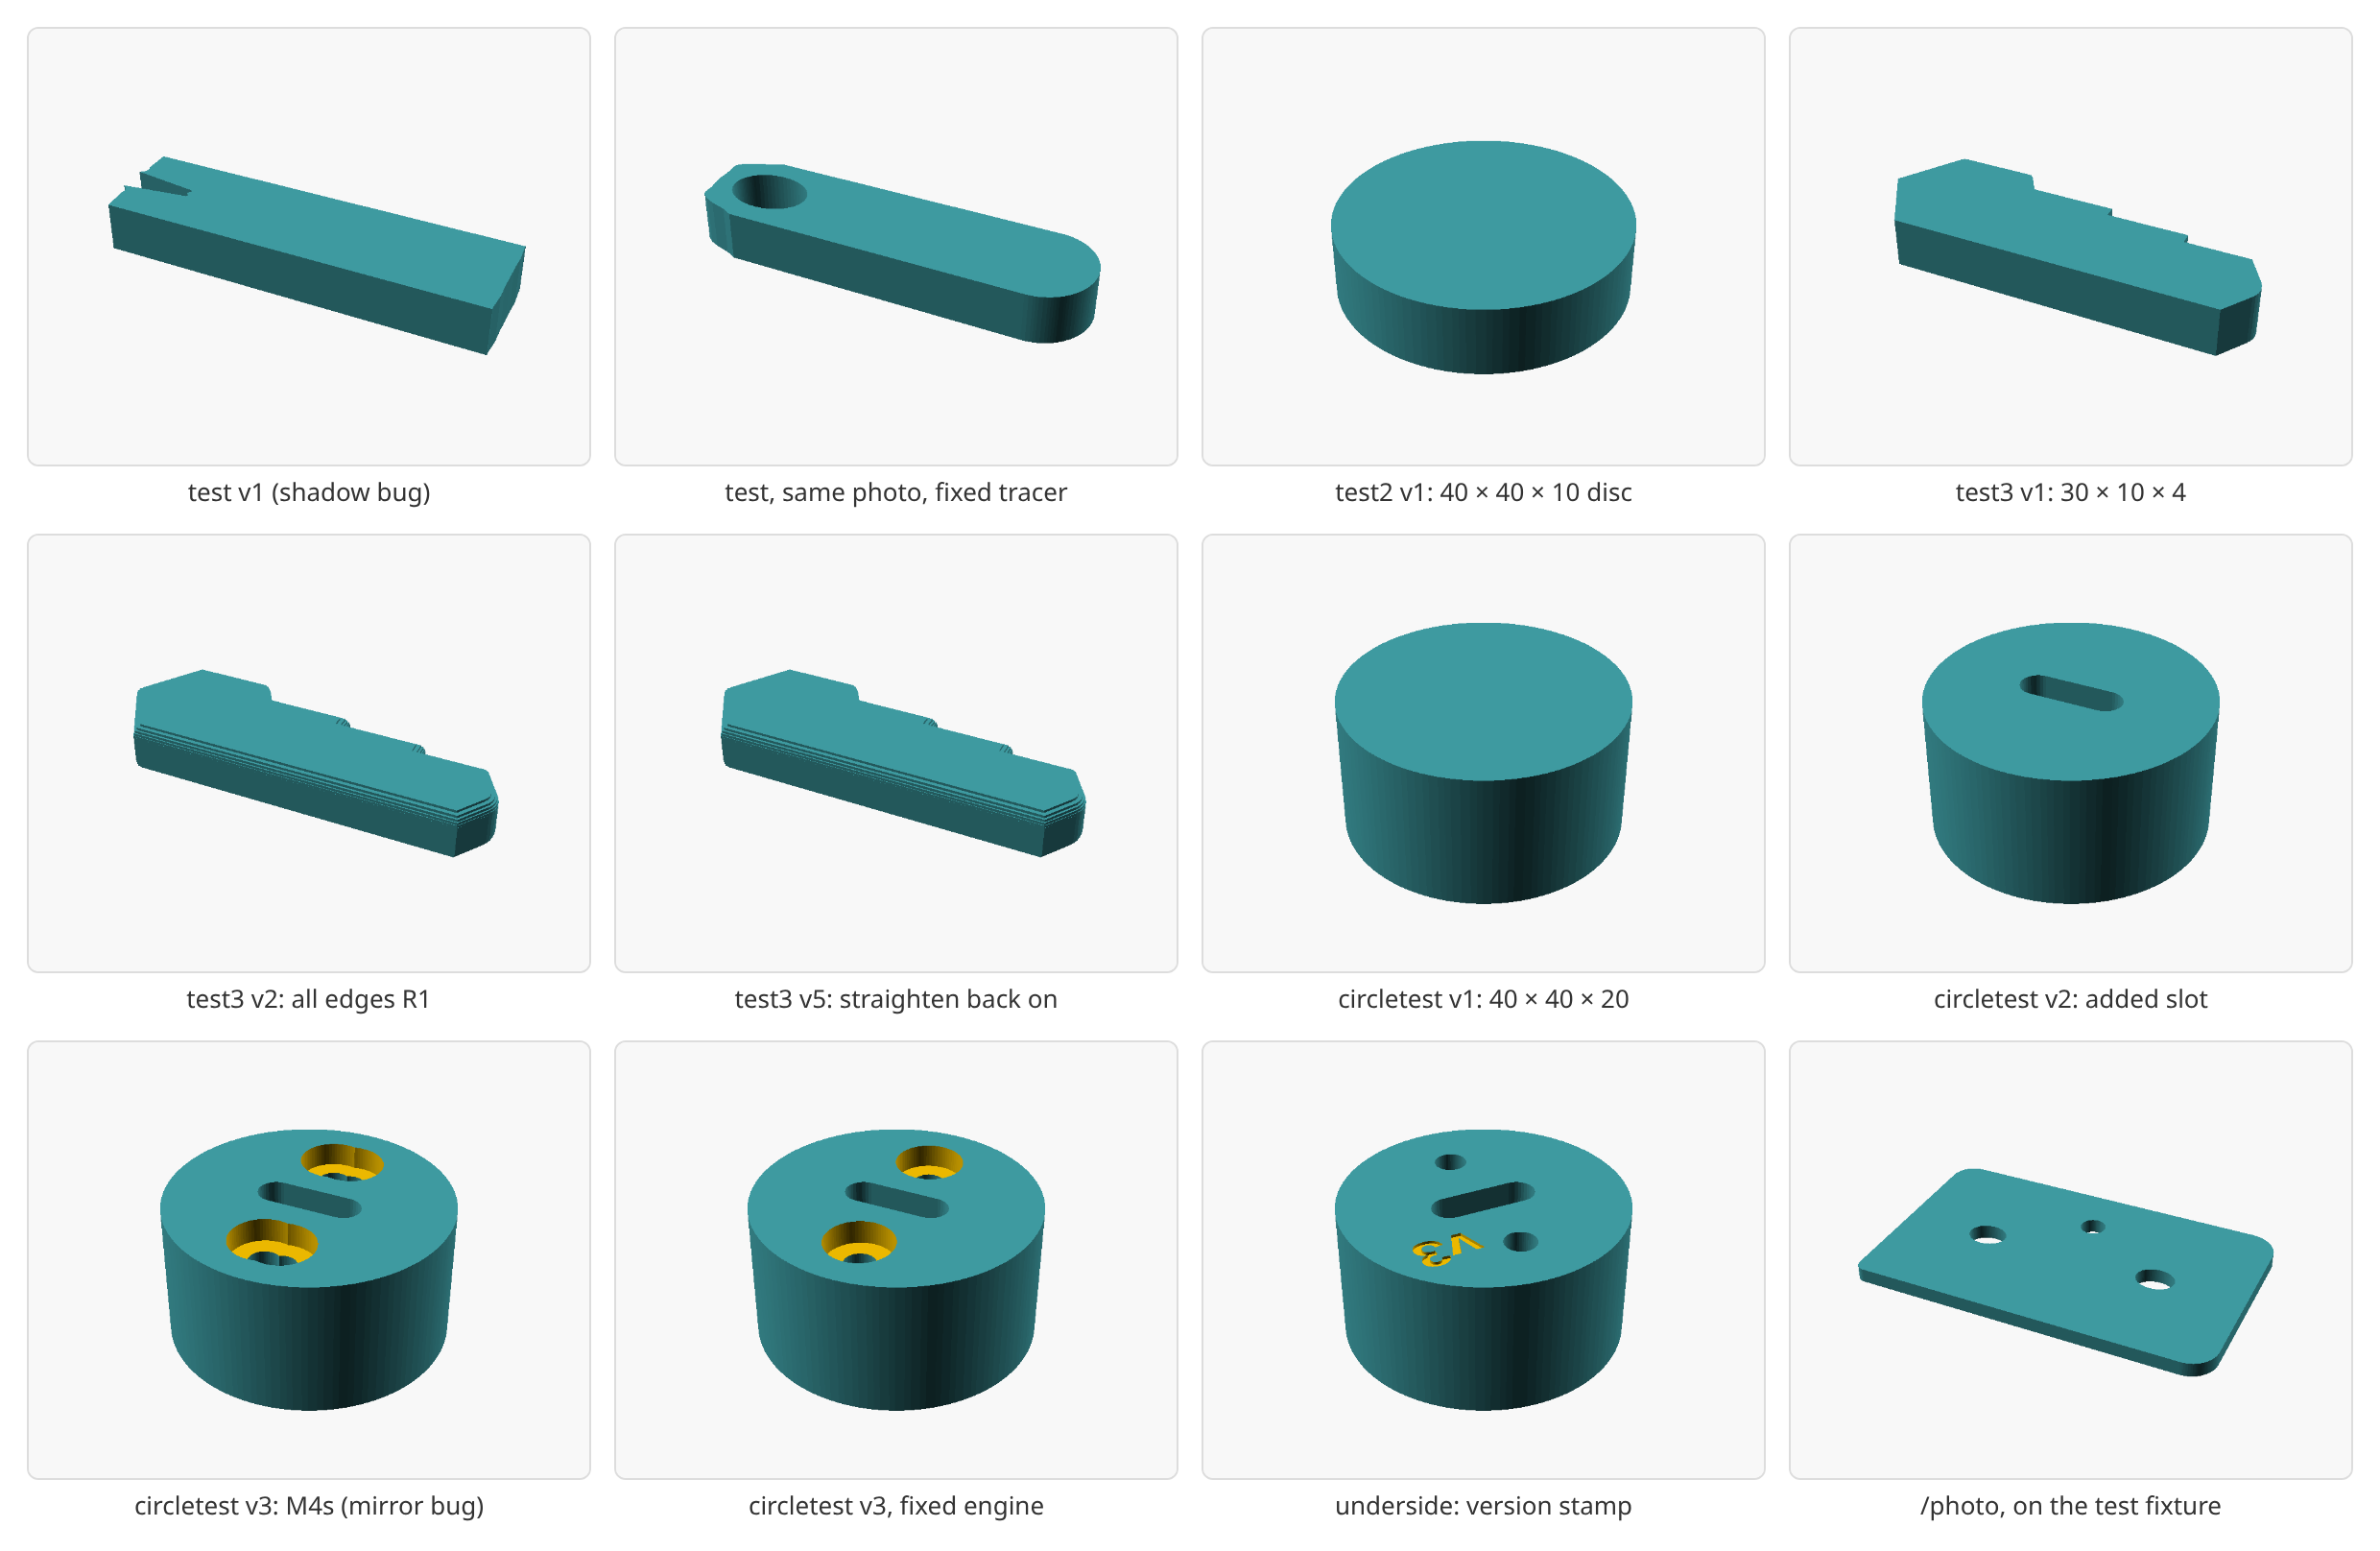 test v1 (shadow bug)
test, same photo, fixed tracer
test2 v1: 40 × 40 × 10 disc
test3 v1: 30 × 10 × 4
test3 v2: all edges R1
test3 v5: straighten back on
circletest v1: 40 × 40 × 20
circletest v2: added slot
v3
circletest v3: M4s (mirror bug)
circletest v3, fixed engine
underside: version stamp
/photo, on the test fixture